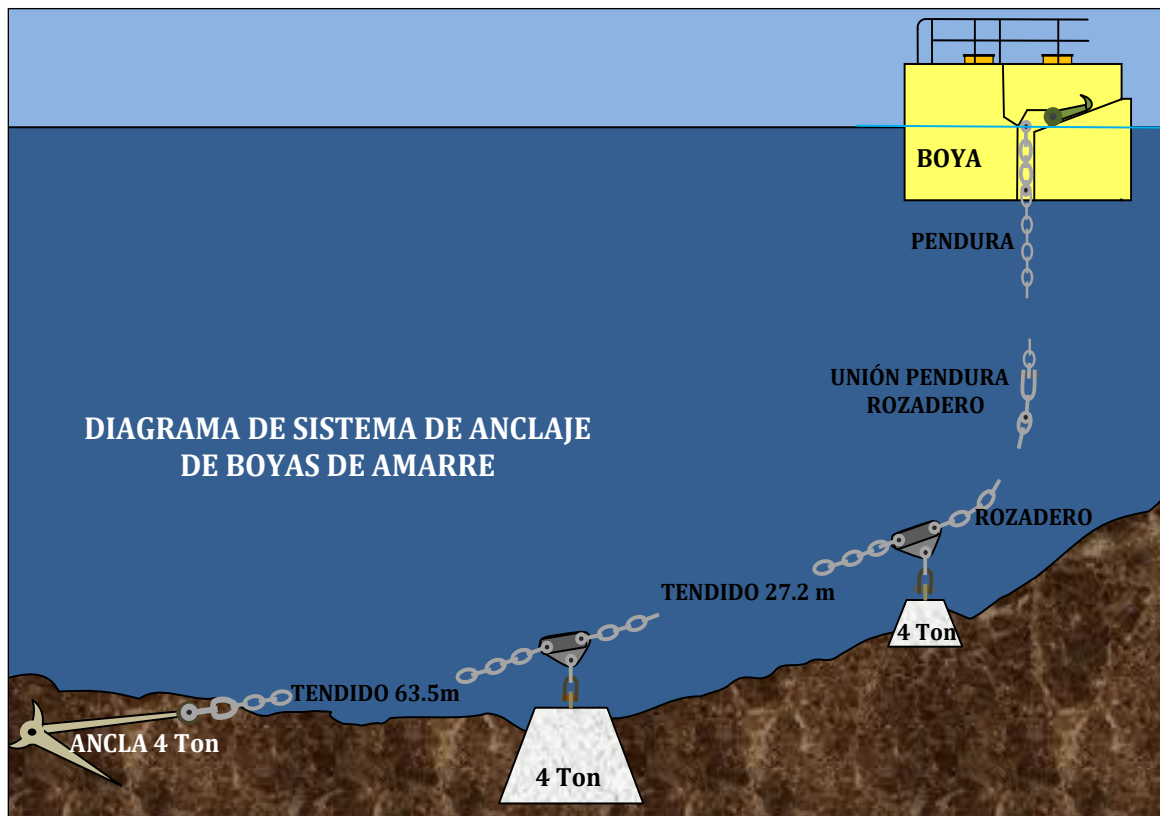 BOYA
PENDURA
UNIÓN PENDURA
ROZADERO
DIAGRAMA DE SISTEMA DE ANCLAJE
DE BOYAS DE AMARRE
ROZADERO
TENDIDO 27.2 m
4 Ton
TENDIDO 63.5m
ANCLA 4 Ton
4 Ton